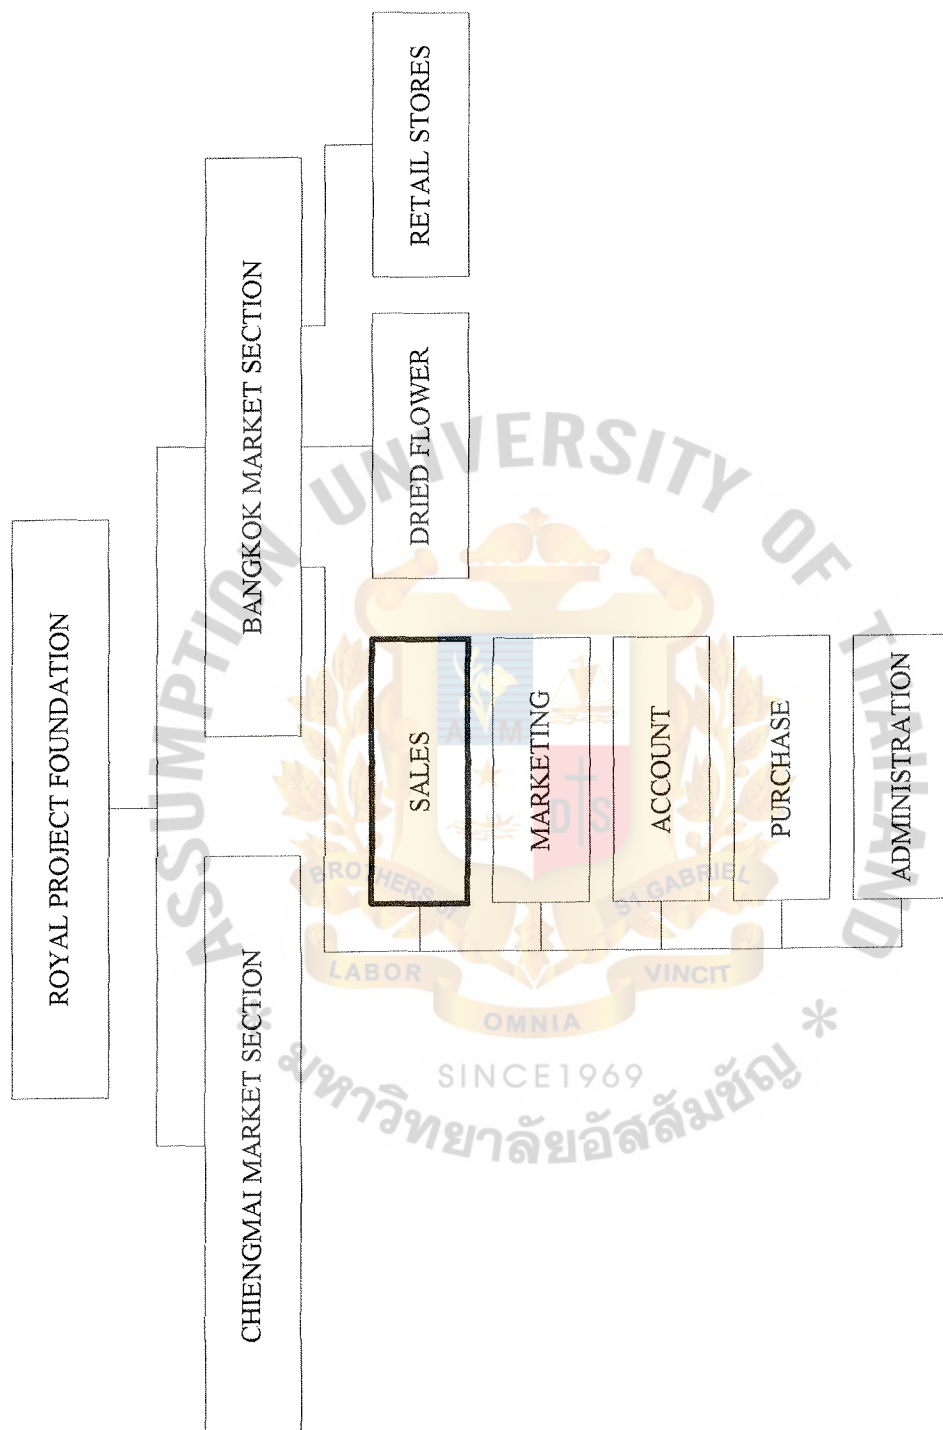 ROYAL PROJECT FOUNDATION
CHIENGMAI MARKET SECTION
BANGKOK MARKET SECTION
SALES
DRIED FLOWER
RETAIL STORES
MARKETING
ACCOUNT
PURCHASE
ADMINISTRATION
ASSUMPTION UNIVERSITY OF THAILAND
A M
D S
BROTHERS OF
ST GABRIEL
LABOR
VINCIT
OMNIA
SINCE1969
* มหาวิทยาลัยอัสสัมชัญ *